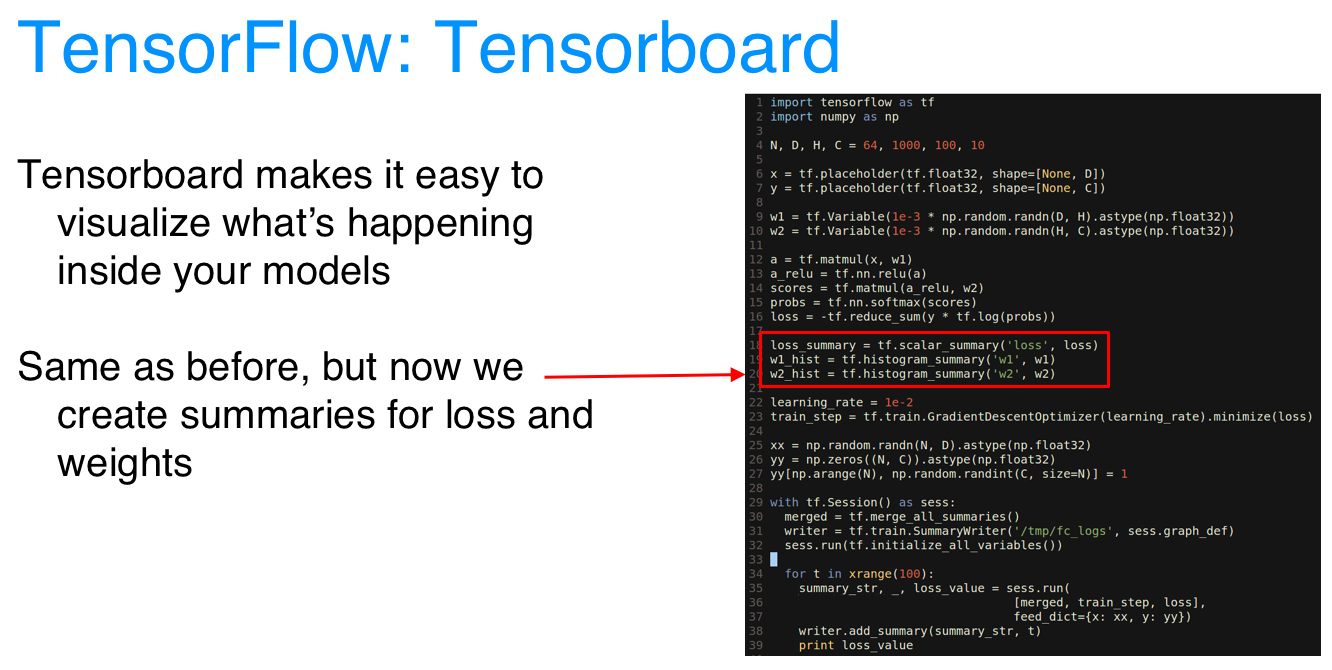 TensorFlow: Tensorboard
Tensorboard makes it easy to
visualize what's happening
inside your models
Same as before, but now we
create summaries for loss and
weights
1 import tensorflow as tf
2 import numpy as np
3
4 N, D, H, C = 64, 1000, 100, 10
5
6 x = tf.placeholder(tf.float32, shape=[None, D])
7 y = tf.placeholder(tf.float32, shape=[None, C])
8
9 w1 = tf.Variable(1e-3 * np.random.randn(D, H).astype(np.float32))
10 w2 = tf.Variable(1e-3 * np.random.randn(H, C).astype(np.float32))
11
12 a = tf.matmul(x, w1)
13 a_relu = tf.nn.relu(a)
14 scores = tf.matmul(a_relu, w2)
15 probs = tf.nn.softmax(scores)
16 loss = -tf.reduce_sum(y * tf.log(probs))
17
18 loss_summary = tf.scalar_summary('loss', loss)
19 w1_hist = tf.histogram_summary('w1', w1)
20 w2_hist = tf.histogram_summary('w2', w2)
21
22 learning_rate = 1e-2
23 train_step = tf.train.GradientDescentOptimizer(learning_rate).minimize(loss)
24
25 xx = np.random.randn(N, D).astype(np.float32)
26 yy = np.zeros((N, C)).astype(np.float32)
27 yy[np.arange(N), np.random.randint(C, size=N)] = 1
28
29 with tf.Session() as sess:
30 merged = tf.merge_all_summaries()
31 writer = tf.train.SummaryWriter('/tmp/fc_logs', sess.graph_def)
32 sess.run(tf.initialize_all_variables())
33
34 for t in xrange(100):
35 summary_str, _, loss_value = sess.run(
36 [merged, train_step, loss],
37 feed_dict={x: xx, y: yy})
38 writer.add_summary(summary_str, t)
39 print loss_value